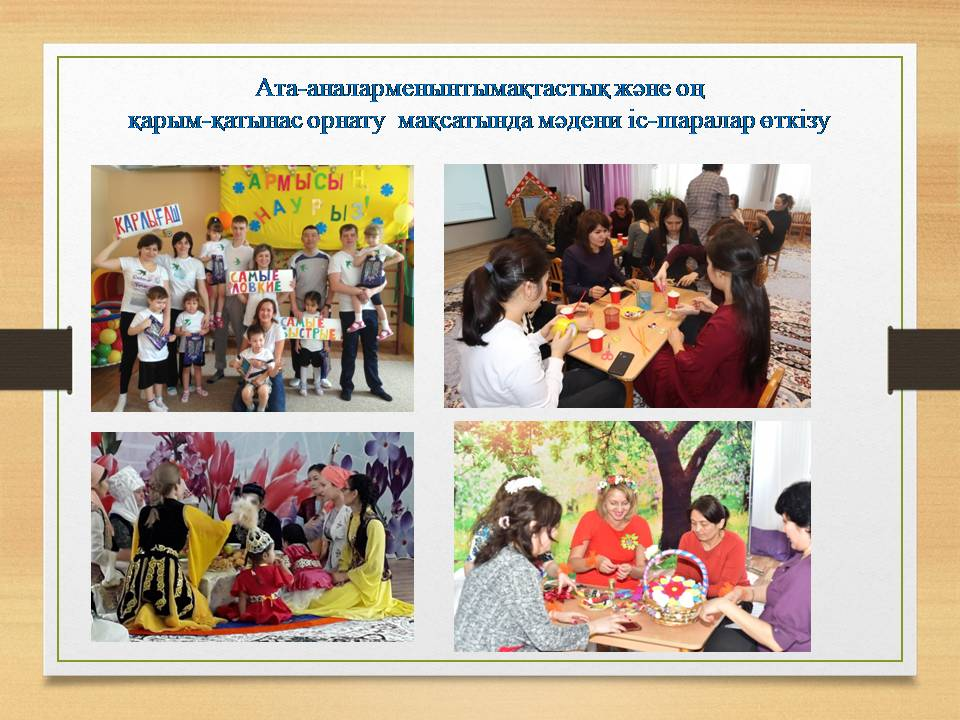 Ата-аналарменынтымақтастық және оң
қарым-қатынас орнату мақсатында мәдени іс-шаралар өткізу
АРМЫСЫҢ
НАУРЫЗ!
ҚАРЛЫҒАШ
САМЫЕ
ЛОВКИЕ
САМЫЕ
БЫСТРЫЕ